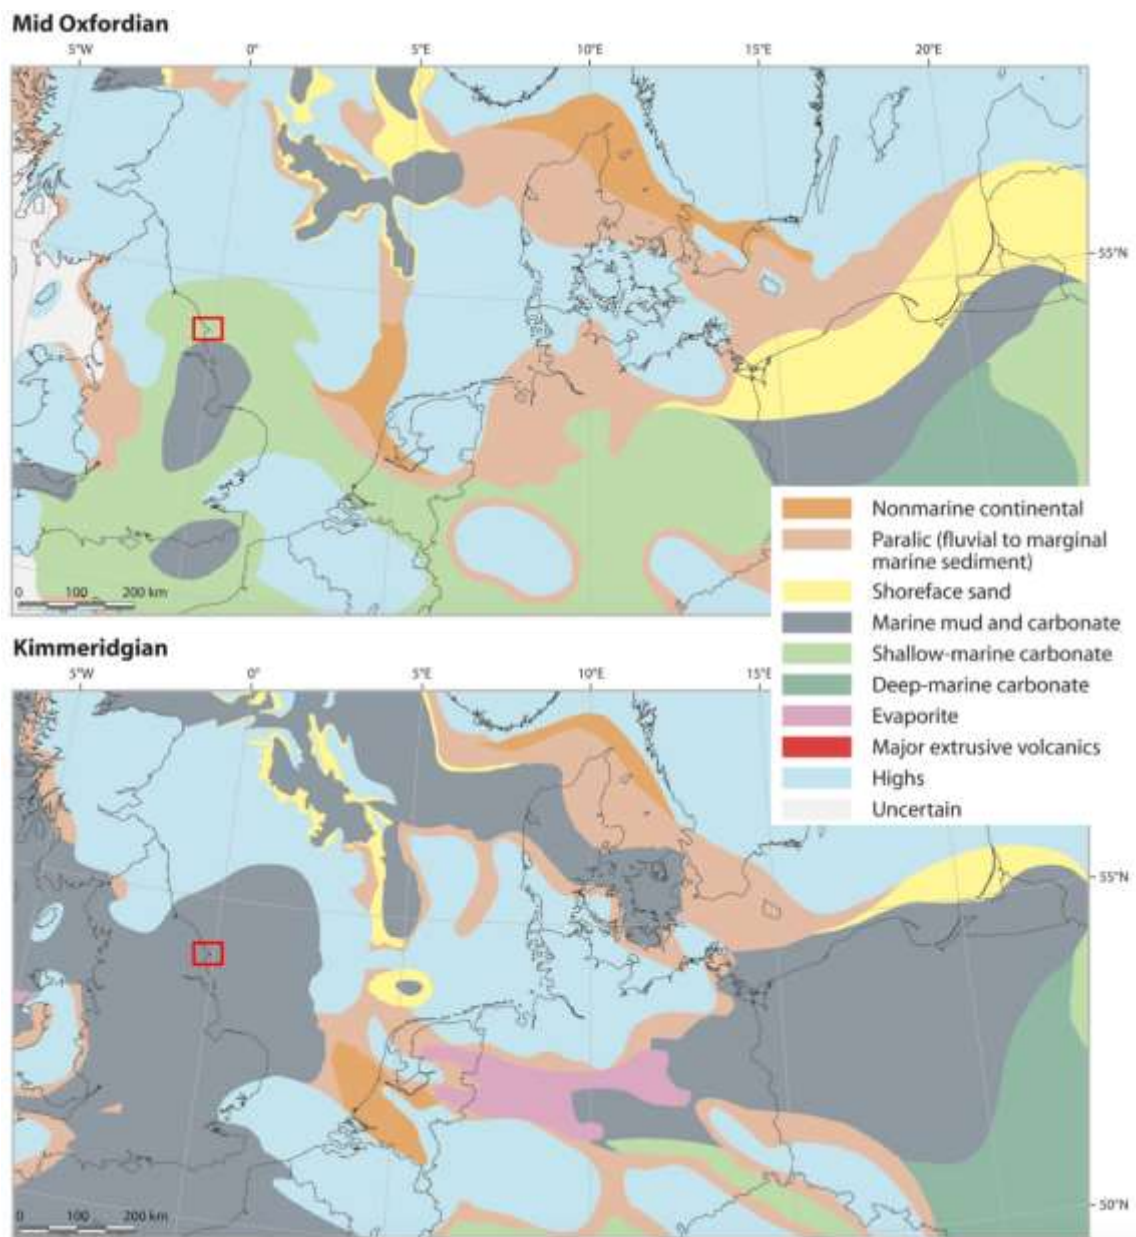 Mid Oxfordian
5°W 0° 5°E 10°E 15°E 20°E
55°N
Nonmarine continental
Paralic (fluvial to marginal
marine sediment)
Shoreface sand
Marine mud and carbonate
Shallow-marine carbonate
Deep-marine carbonate
Evaporite
Major extrusive volcanics
Highs
Uncertain
0 100 200 km
Kimmeridgian
5°W 0° 5°E 10°E 15°
55°N
50°N
0 100 200 km